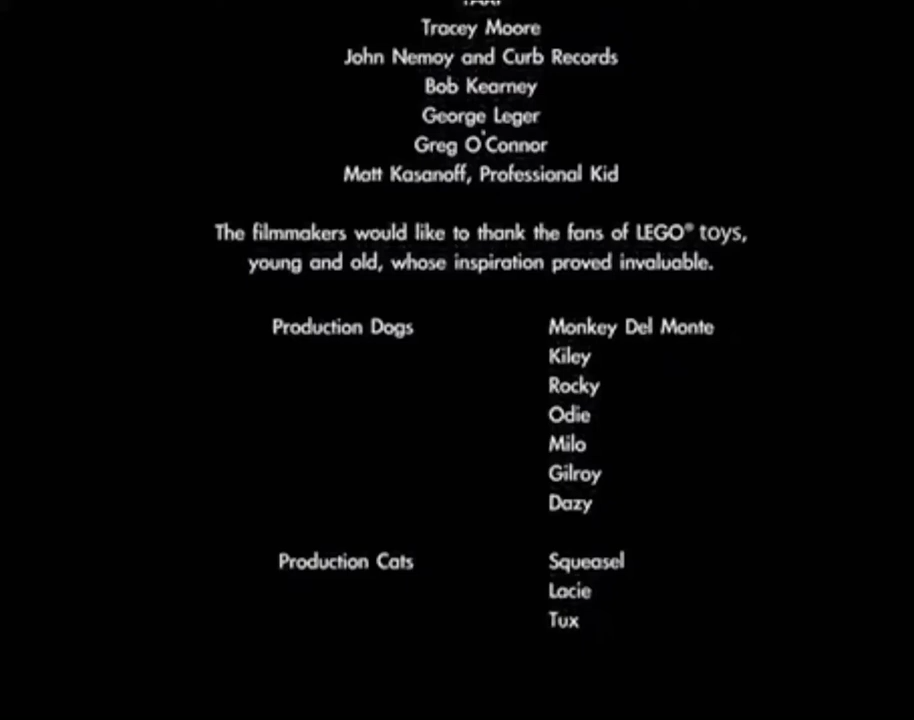 Tracey Moore
John Nemoy and Curb Records
Bob Kearney
George Leger
Greg O'Connor
Matt Kasanoff, Professional Kid
The filmmakers would like to thank the fans of LEGO® toys,
young and old, whose inspiration proved invaluable.
Production Dogs Monkey Del Monte
Kiley
Rocky
Odie
Milo
Gilroy
Dazy
Production Cats Squeasel
Lacie
Tux